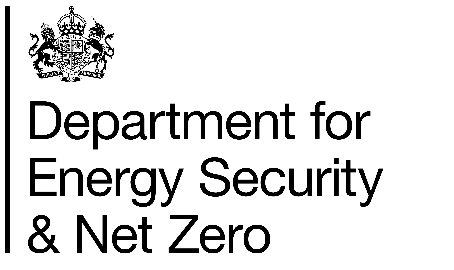 Department for
Energy Security
& Net Zero